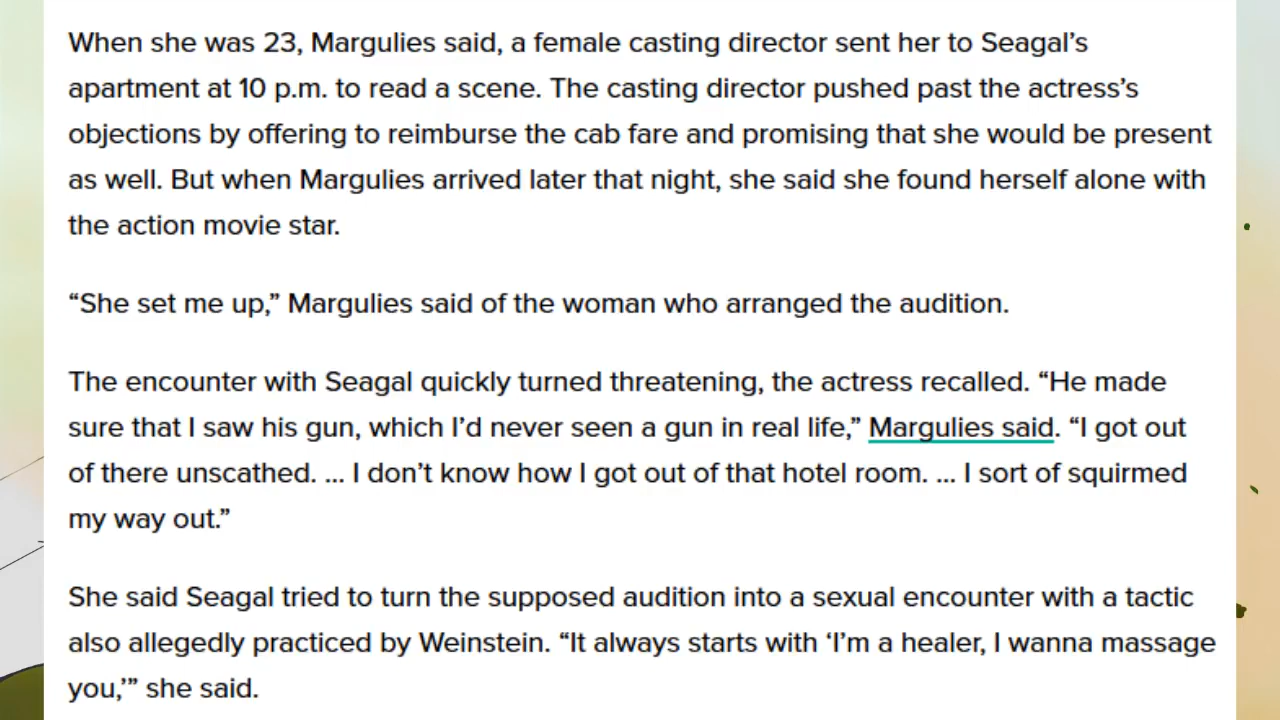 When she was 23, Margulies said, a female casting director sent her to Seagal’s
apartment at 10 p.m. to read a scene. The casting director pushed past the actress’s
objections by offering to reimburse the cab fare and promising that she would be present
as well. But when Margulies arrived later that night, she said she found herself alone with
the action movie star.
“She set me up,” Margulies said of the woman who arranged the audition.
The encounter with Seagal quickly turned threatening, the actress recalled. “He made
sure that I saw his gun, which I’d never seen a gun in real life,” Margulies said. “I got out
of there unscathed. ... I don’t know how I got out of that hotel room. ... I sort of squirmed
my way out.”
She said Seagal tried to turn the supposed audition into a sexual encounter with a tactic
also allegedly practiced by Weinstein. “It always starts with ‘I’m a healer, I wanna massage
you,’” she said.